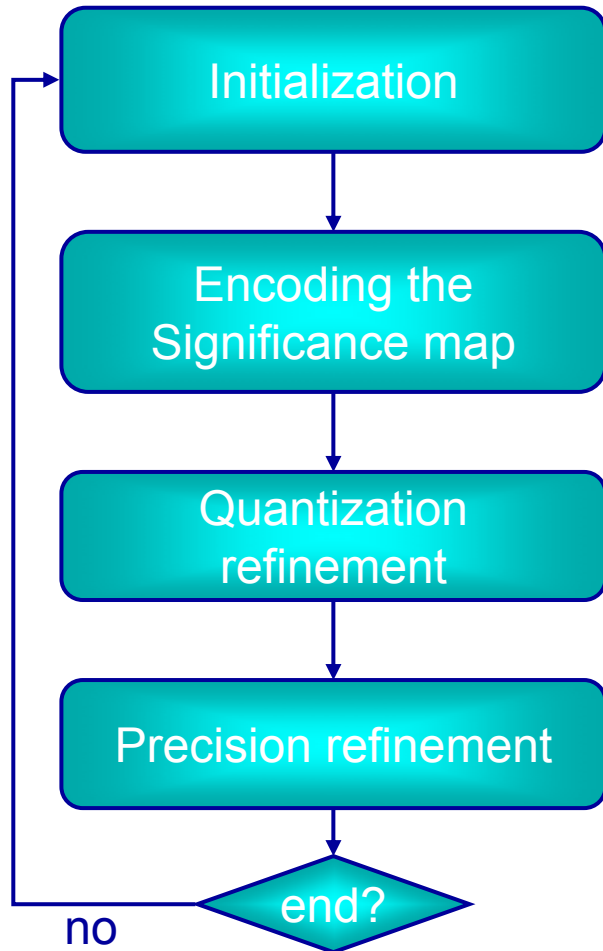 Initialization
Encoding the
Significance map
Quantization
refinement
Precision refinement
end?
no